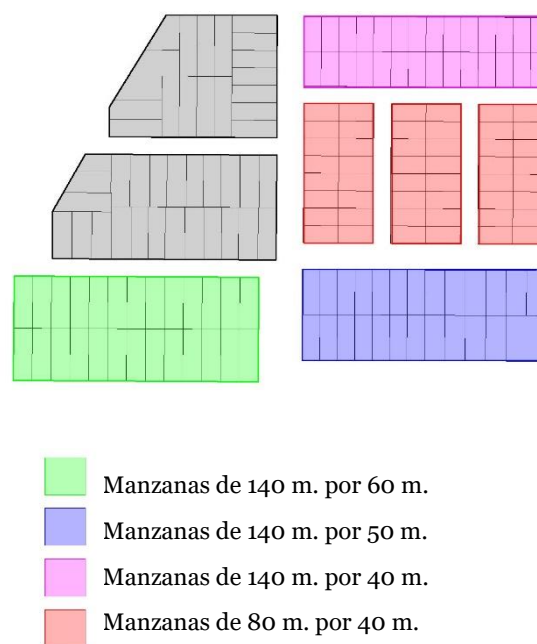 Manzanas de 140 m. por 60 m.
Manzanas de 140 m. por 50 m.
Manzanas de 140 m. por 40 m.
Manzanas de 80 m. por 40 m.